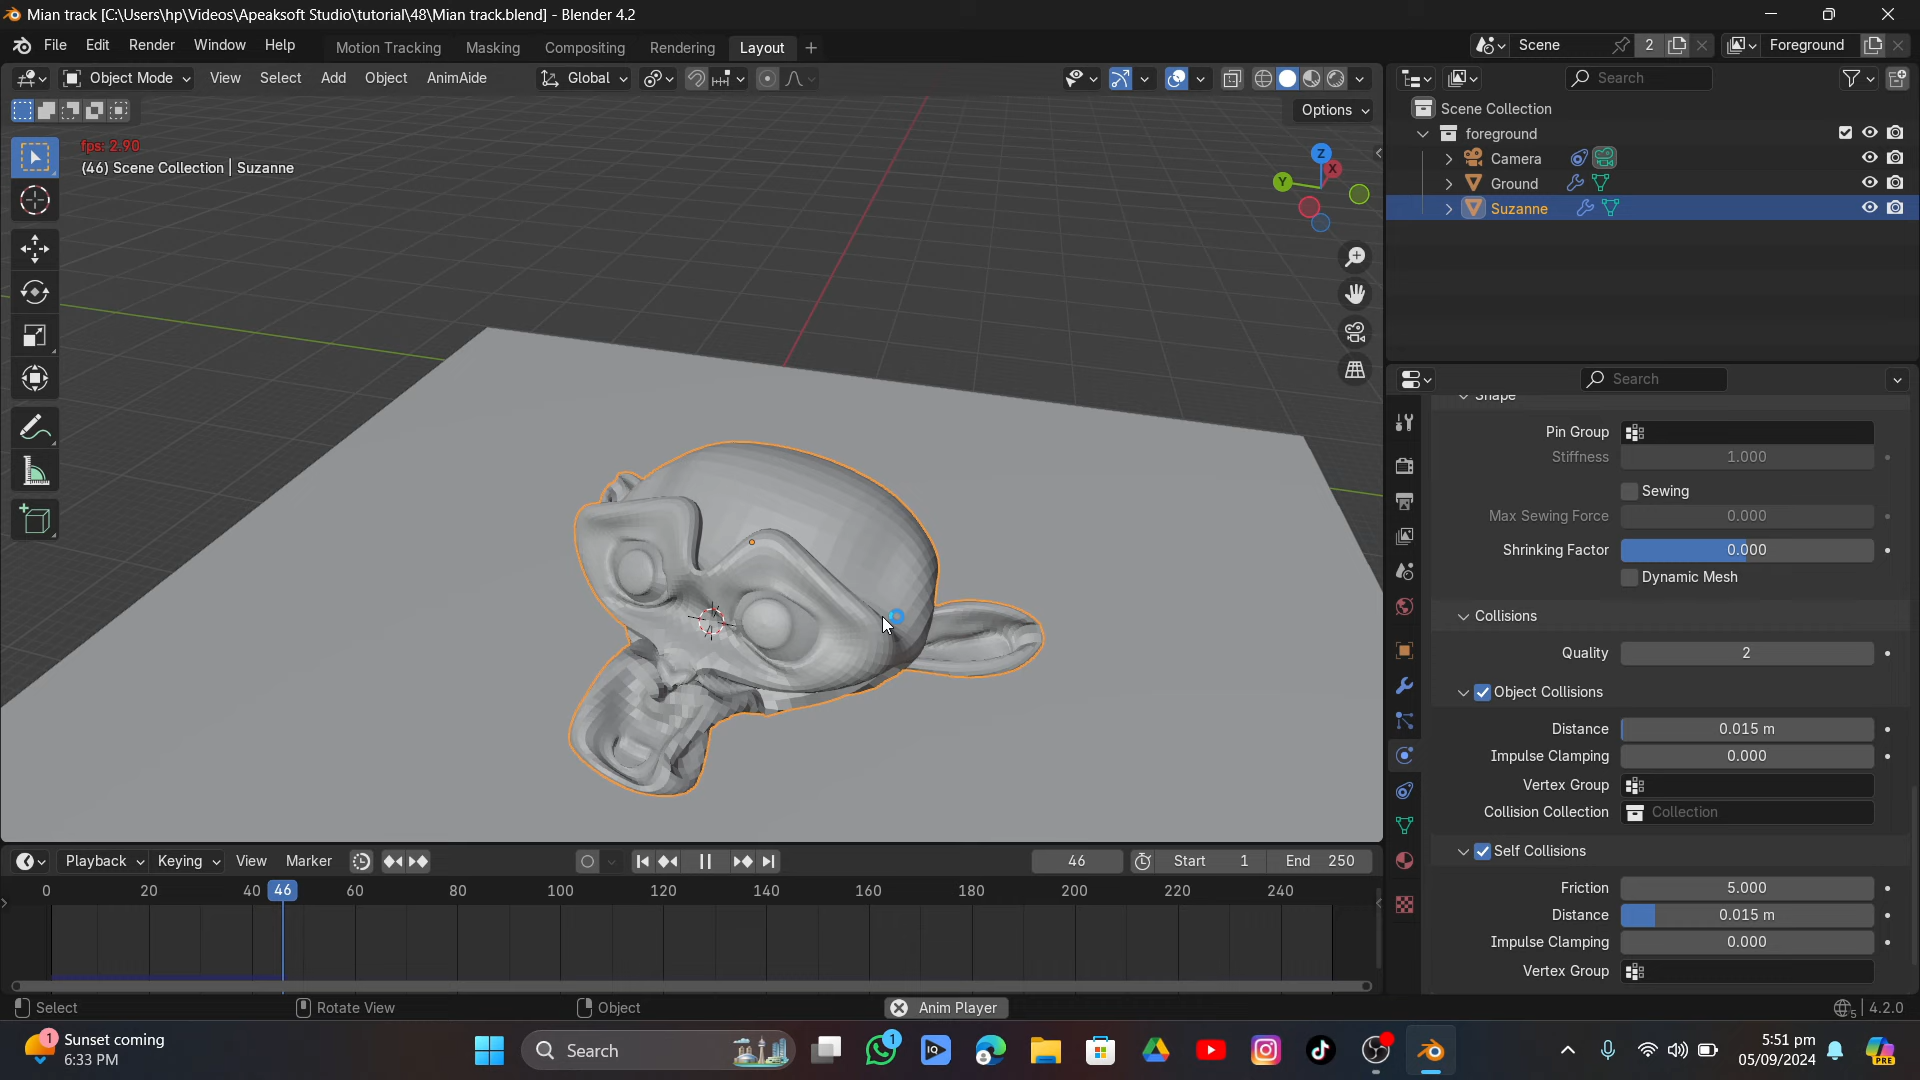 Mian track [C:\Users\hp\Videos\Apeaksoft Studio\tutorial\48\Mian track.blend] - Blender 4.2
File Edit Render Window Help
Motion Tracking Masking Compositing Rendering Layout +
Scene 2 Foreground
Object Mode View Select Add Object AnimAide
Global
Search
Options
fps: 2.90
(46) Scene Collection | Suzanne
Z
X
Y
Scene Collection
foreground
Camera
Ground
Suzanne
Search
Shape
Pin Group
Stiffness 1.000
Sewing
Max Sewing Force 0.000
Shrinking Factor 0.000
Dynamic Mesh
Collisions
Quality 2
Object Collisions
Distance 0.015 m
Impulse Clamping 0.000
Vertex Group
Collision Collection Collection
Self Collisions
Friction 5.000
Distance 0.015 m
Impulse Clamping 0.000
Vertex Group
Playback Keying View Marker
46 Start 1 End 250
0 20 40 46 60 80 100 120 140 160 180 200 220 240
Select Rotate View Object Anim Player
5 4.2.0
1 Sunset coming
6:33 PM
Search
1
IQ
5:51 pm
05/09/2024
PRE